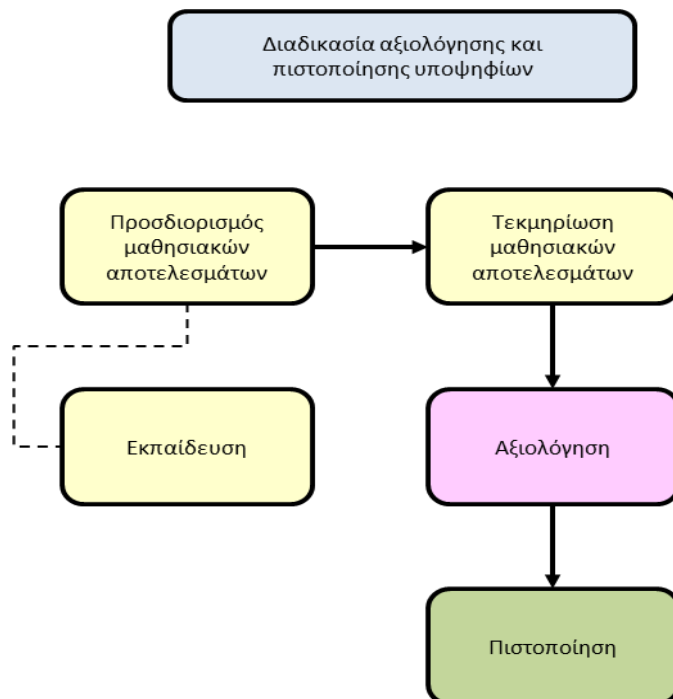 Διαδικασία αξιολόγησης και
πιστοποίησης υποψηφίων
Προσδιορισμός
μαθησιακών
αποτελεσμάτων
Τεκμηρίωση
μαθησιακών
αποτελεσμάτων
Εκπαίδευση
Αξιολόγηση
Πιστοποίηση